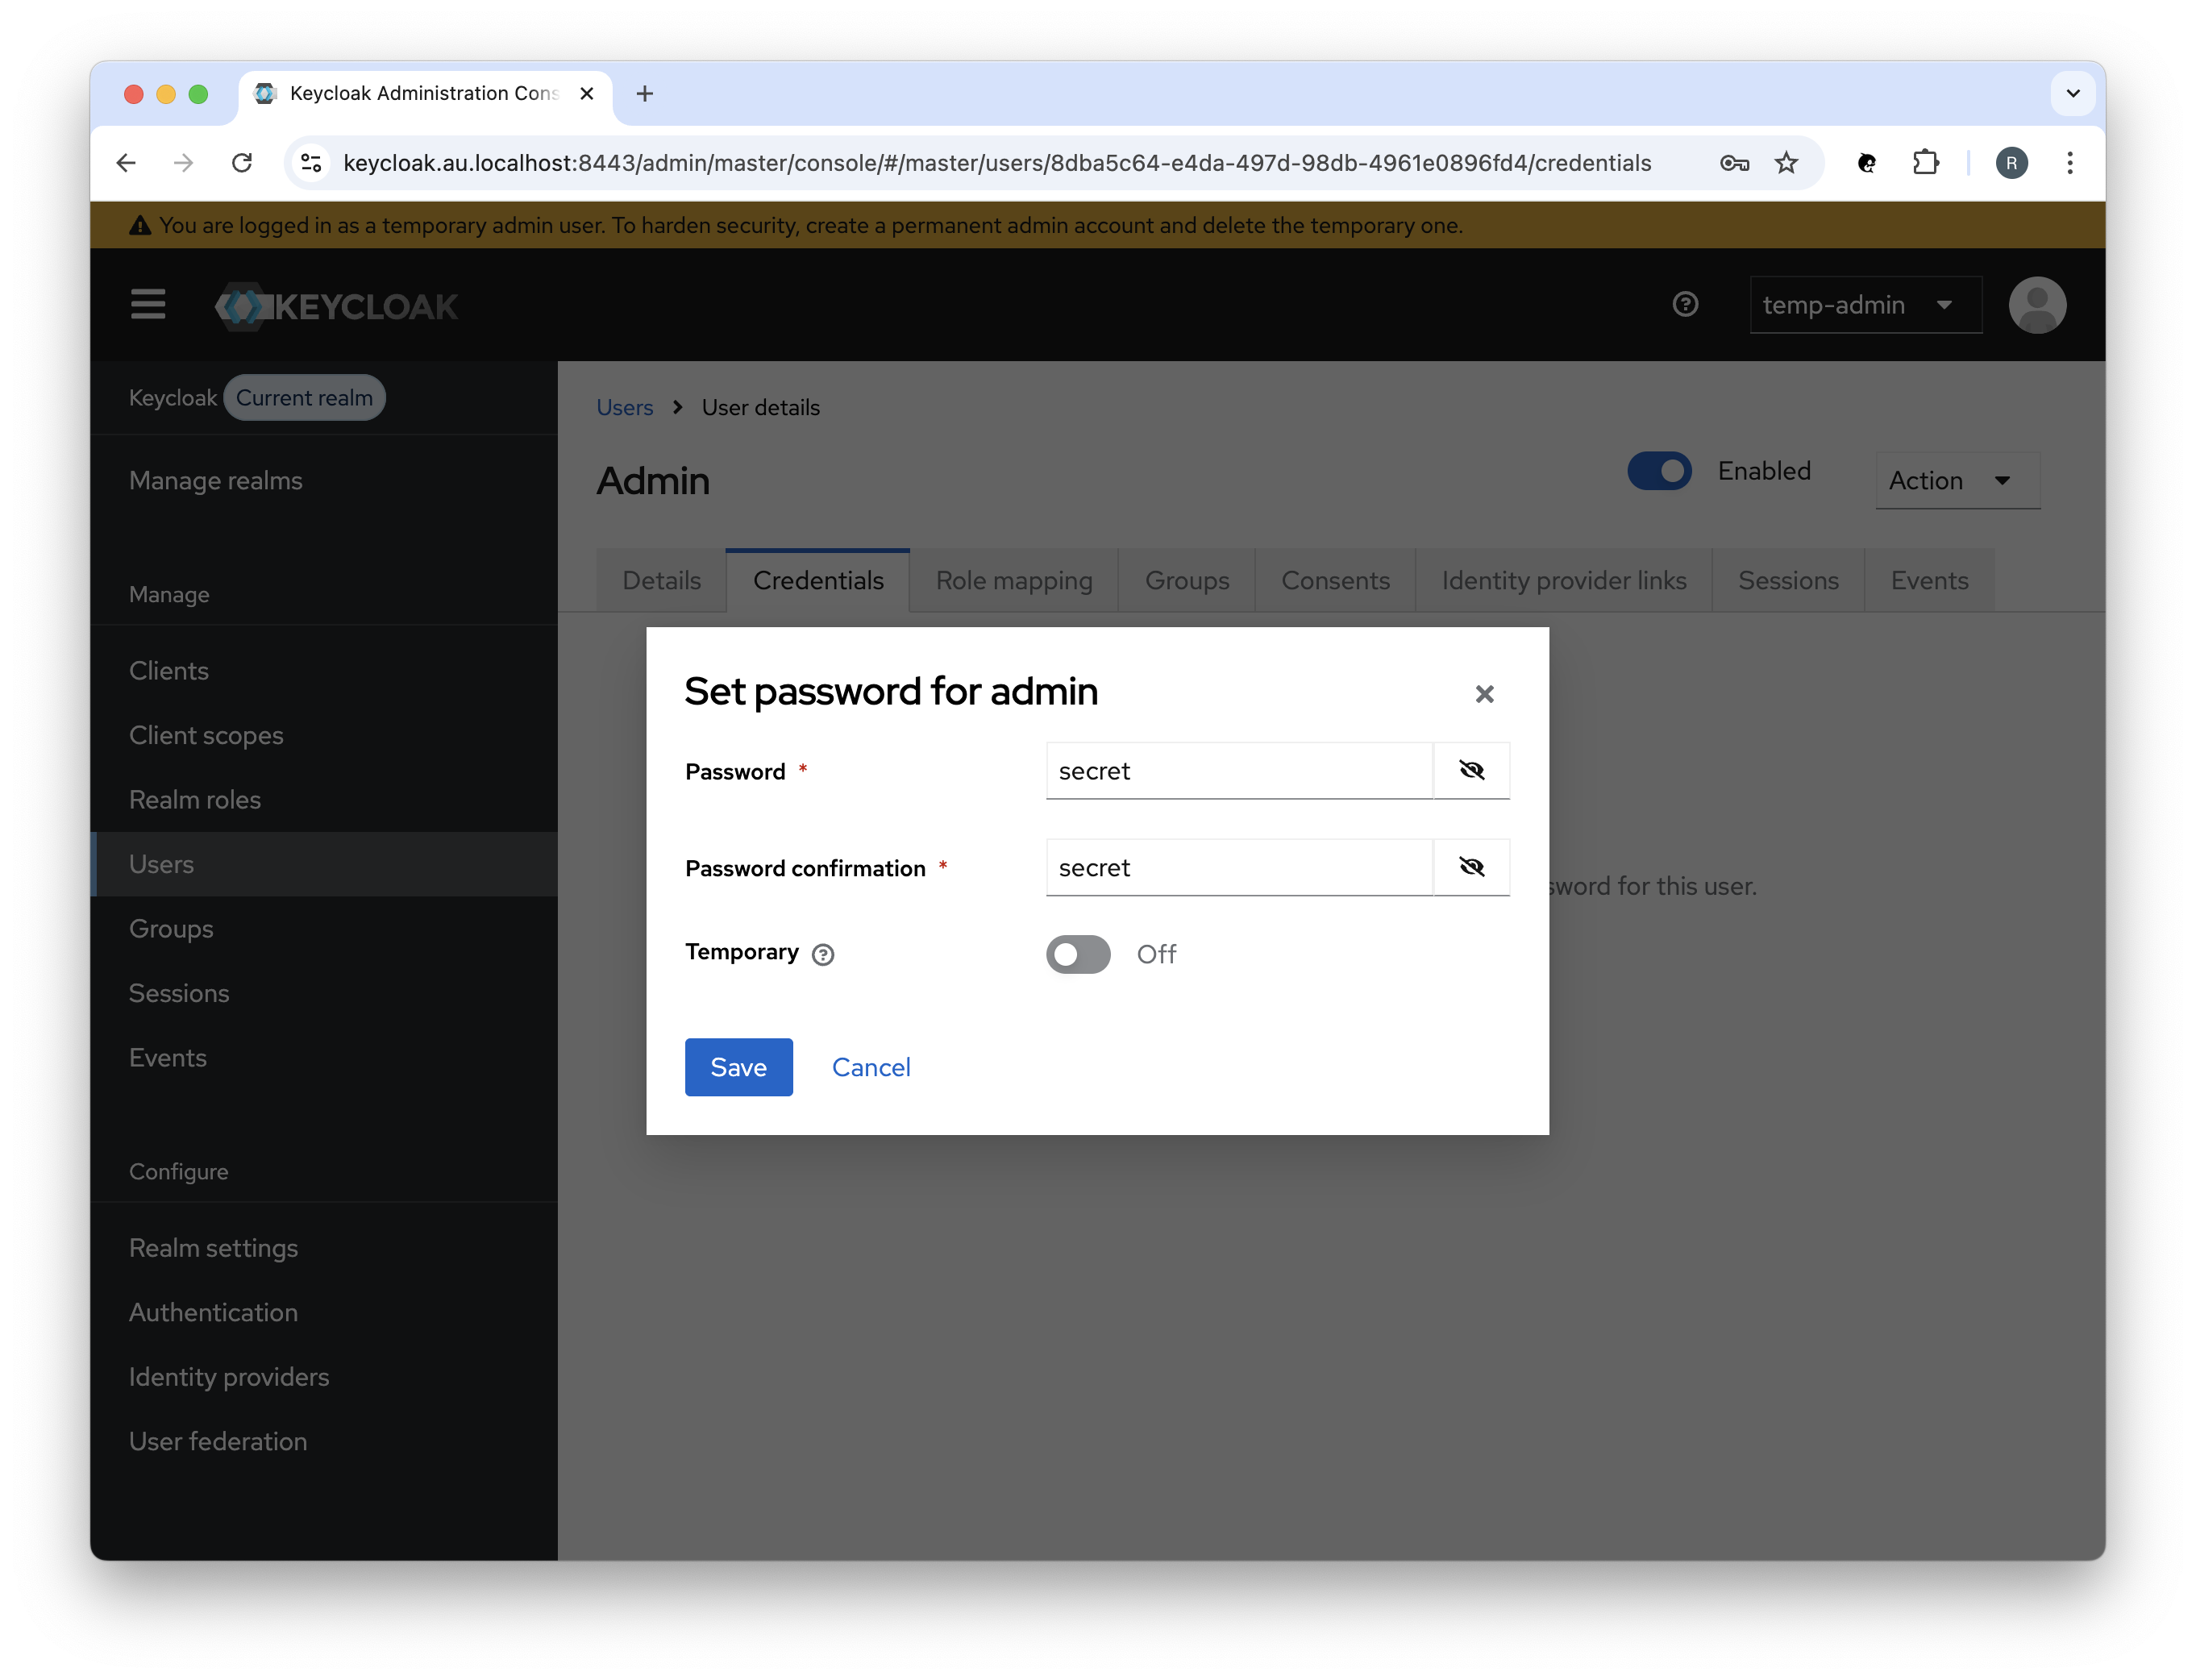 Keycloak Administration Cons
keycloak.au.localhost:8443/admin/master/console/#/master/users/8dba5c64-e4da-497d-98db-4961e0896fd4/credentials
R
You are logged in as a temporary admin user. To harden security, create a permanent admin account and delete the temporary one.
KEYCLOAK
temp-admin
Keycloak Current realm
Manage realms
Manage
Clients
Client scopes
Realm roles
Users
Groups
Sessions
Events
Configure
Realm settings
Authentication
Identity providers
User federation
Users > User details
Admin
Enabled
Action
Details Credentials Role mapping Groups Consents Identity provider links Sessions Events
Set password for admin
Password * secret
Password confirmation * secret
sword for this user.
Temporary Off
Save Cancel